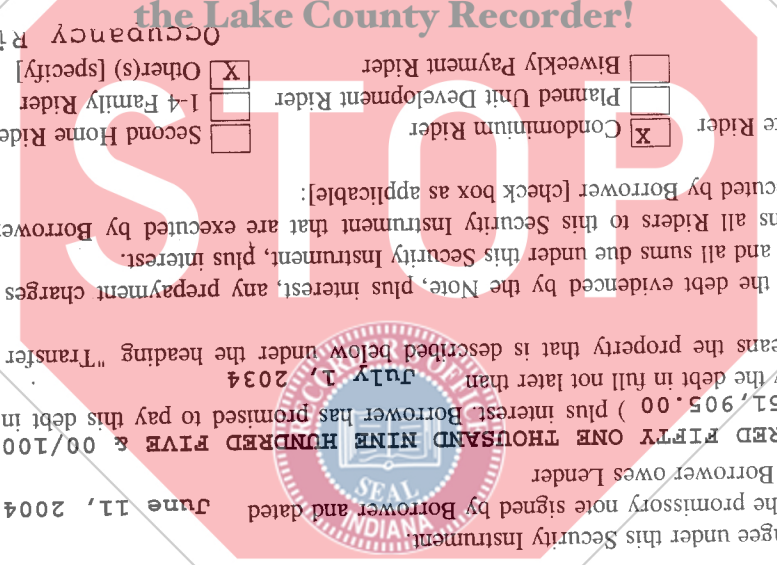 the Lake County Recorder!
STOP
RECORDER OFFICE
SEAL
INDIANA
gee under this Security Instrument.
he promissory note signed by Borrower and dated June 11, 2004
Borrower owes Lender
RED FIFTY ONE THOUSAND NINE HUNDRED FIVE & 00/100
51,905.00 ) plus interest. Borrower has promised to pay this debt in
y the debt in full not later than July 1, 2034 .
eans the property that is described below under the heading "Transfer
the debt evidenced by the Note, plus interest, any prepayment charges
and all sums due under this Security Instrument, plus interest.
ns all Riders to this Security Instrument that are executed by Borrower
cuted by Borrower [check box as applicable]:
te Rider X Condominium Rider Second Home Rider
Planned Unit Development Rider 1-4 Family Rider
Biweekly Payment Rider X Other(s) [specify]
Occupancy Ri